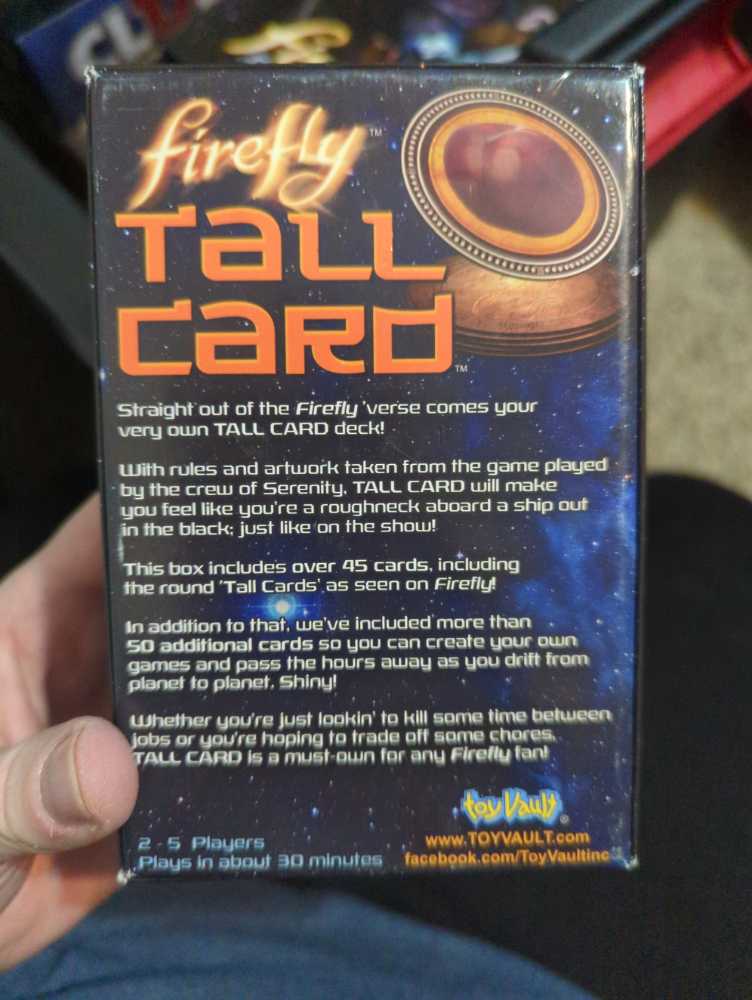 firefly™
TALL
CARD™
Straight out of the Firefly 'verse comes your
very own TALL CARD deck!
With rules and artwork taken from the game played
by the crew of Serenity, TALL CARD will make
you feel like you're a roughneck aboard a ship out
in the black; just like on the show!
This box includes over 45 cards, including
the round 'Tall Cards' as seen on Firefly!
In addition to that, we've included more than
50 additional cards so you can create your own
games and pass the hours away as you drift from
planet to planet. Shiny!
Whether you're just lookin' to kill some time between
jobs or you're hoping to trade off some chores,
TALL CARD is a must-own for any Firefly fan!
toy Vault®
2 - 5 Players
www.TOYVAULT.com
Plays in about 30 minutes
facebook.com/ToyVaultinc